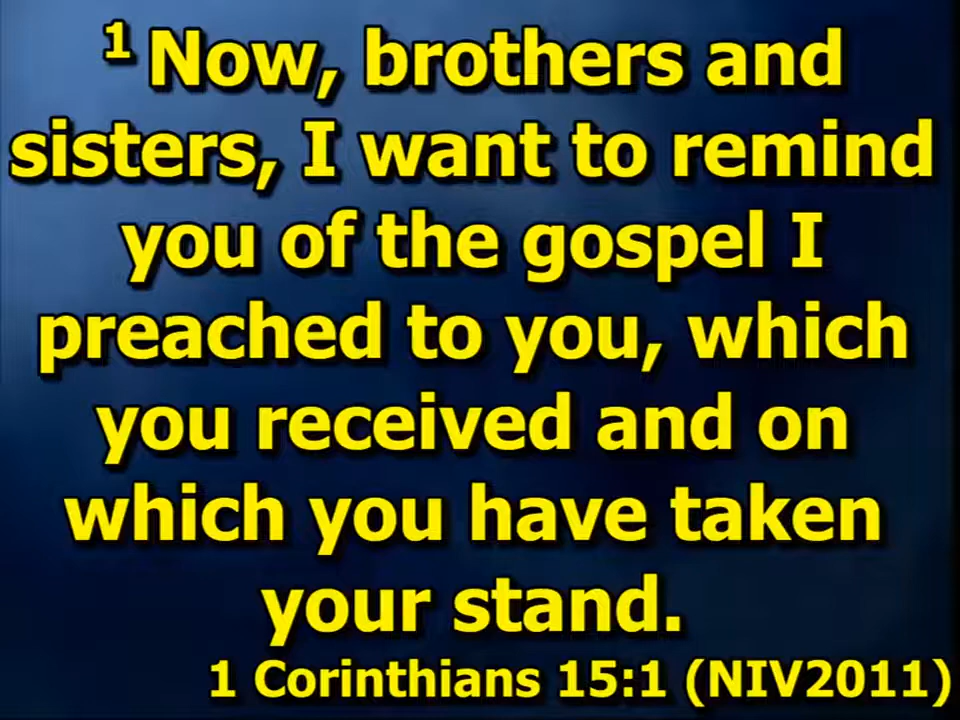 1 Now, brothers and
sisters, I want to remind
you of the gospel I
preached to you, which
you received and on
which you have taken
your stand.
1 Corinthians 15:1 (NIV2011)